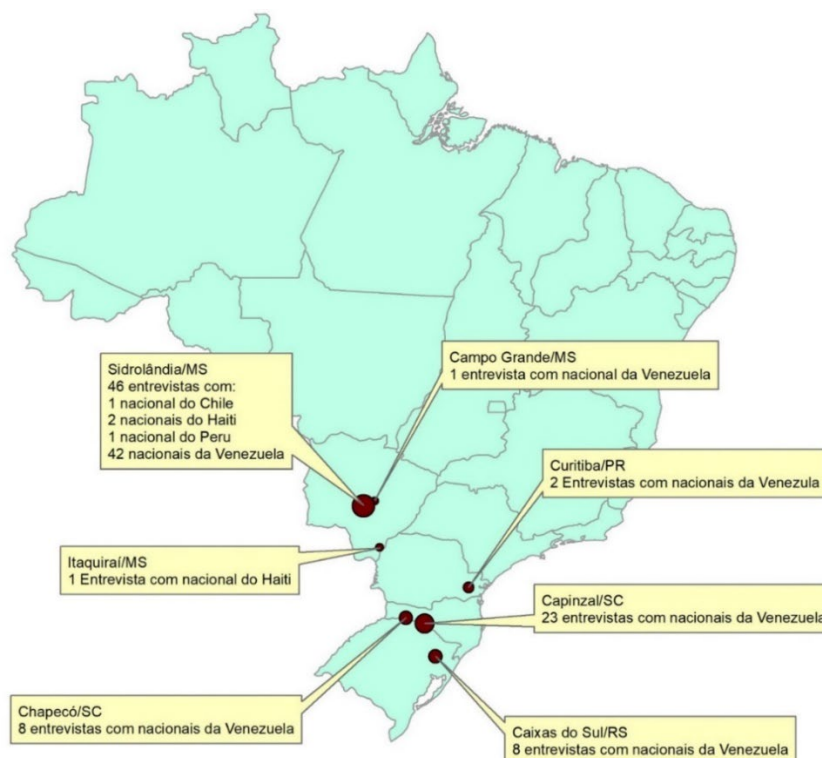 Sidrolândia/MS
46 entrevistas com:
1 nacional do Chile
2 nacionais do Haiti
1 nacional do Peru
42 nacionais da Venezuela
Campo Grande/MS
1 entrevista com nacional da Venezuela
Curitiba/PR
2 Entrevistas com nacionais da Venezula
Itaquiraí/MS
1 Entrevista com nacional do Haiti
Capinzal/SC
23 entrevistas com nacionais da Venezuela
Chapecó/SC
8 entrevistas com nacionais da Venezuela
Caixas do Sul/RS
8 entrevistas com nacionais da Venezuela